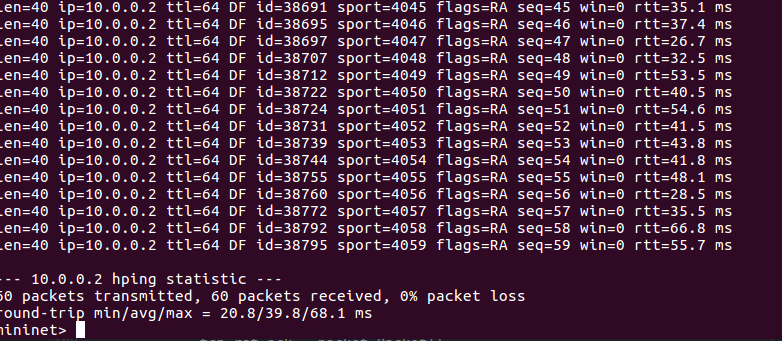 len=40 ip=10.0.0.2 ttl=64 DF id=38691 sport=4045 flags=RA seq=45 win=0 rtt=35.1 ms
len=40 ip=10.0.0.2 ttl=64 DF id=38695 sport=4046 flags=RA seq=46 win=0 rtt=37.4 ms
len=40 ip=10.0.0.2 ttl=64 DF id=38697 sport=4047 flags=RA seq=47 win=0 rtt=26.7 ms
len=40 ip=10.0.0.2 ttl=64 DF id=38707 sport=4048 flags=RA seq=48 win=0 rtt=32.5 ms
len=40 ip=10.0.0.2 ttl=64 DF id=38712 sport=4049 flags=RA seq=49 win=0 rtt=53.5 ms
len=40 ip=10.0.0.2 ttl=64 DF id=38722 sport=4050 flags=RA seq=50 win=0 rtt=40.5 ms
len=40 ip=10.0.0.2 ttl=64 DF id=38724 sport=4051 flags=RA seq=51 win=0 rtt=54.6 ms
len=40 ip=10.0.0.2 ttl=64 DF id=38731 sport=4052 flags=RA seq=52 win=0 rtt=41.5 ms
len=40 ip=10.0.0.2 ttl=64 DF id=38739 sport=4053 flags=RA seq=53 win=0 rtt=43.8 ms
len=40 ip=10.0.0.2 ttl=64 DF id=38744 sport=4054 flags=RA seq=54 win=0 rtt=41.8 ms
len=40 ip=10.0.0.2 ttl=64 DF id=38755 sport=4055 flags=RA seq=55 win=0 rtt=48.1 ms
len=40 ip=10.0.0.2 ttl=64 DF id=38760 sport=4056 flags=RA seq=56 win=0 rtt=28.5 ms
len=40 ip=10.0.0.2 ttl=64 DF id=38772 sport=4057 flags=RA seq=57 win=0 rtt=35.5 ms
len=40 ip=10.0.0.2 ttl=64 DF id=38792 sport=4058 flags=RA seq=58 win=0 rtt=66.8 ms
len=40 ip=10.0.0.2 ttl=64 DF id=38795 sport=4059 flags=RA seq=59 win=0 rtt=55.7 ms
--- 10.0.0.2 hping statistic ---
60 packets transmitted, 60 packets received, 0% packet loss
round-trip min/avg/max = 20.8/39.8/68.1 ms
mininet>